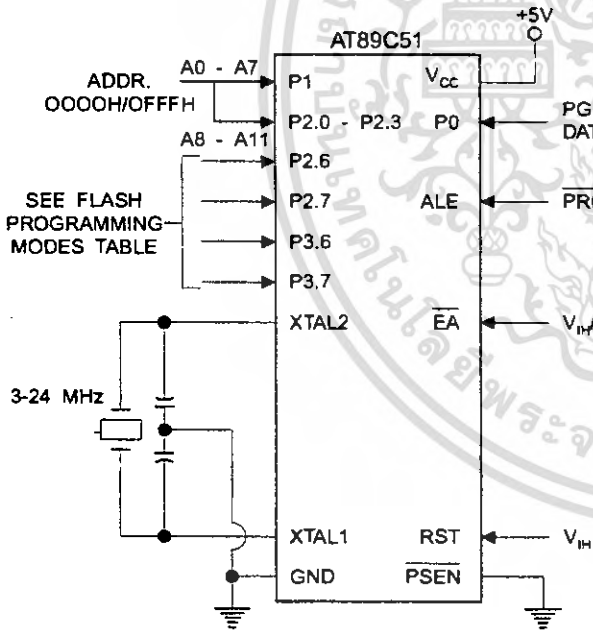 +5V
AT89C51
A0 - A7
ADDR.
OOOOH/OFFFH
P1
VCC
P2.0 - P2.3
P0
A8 - A11
P2.6
SEE FLASH
PROGRAMMING
MODES TABLE
P2.7
ALE
P3.6
P3.7
XTAL2
EA
VIH
3-24 MHz
XTAL1
RST
VIH
GND
PSEN